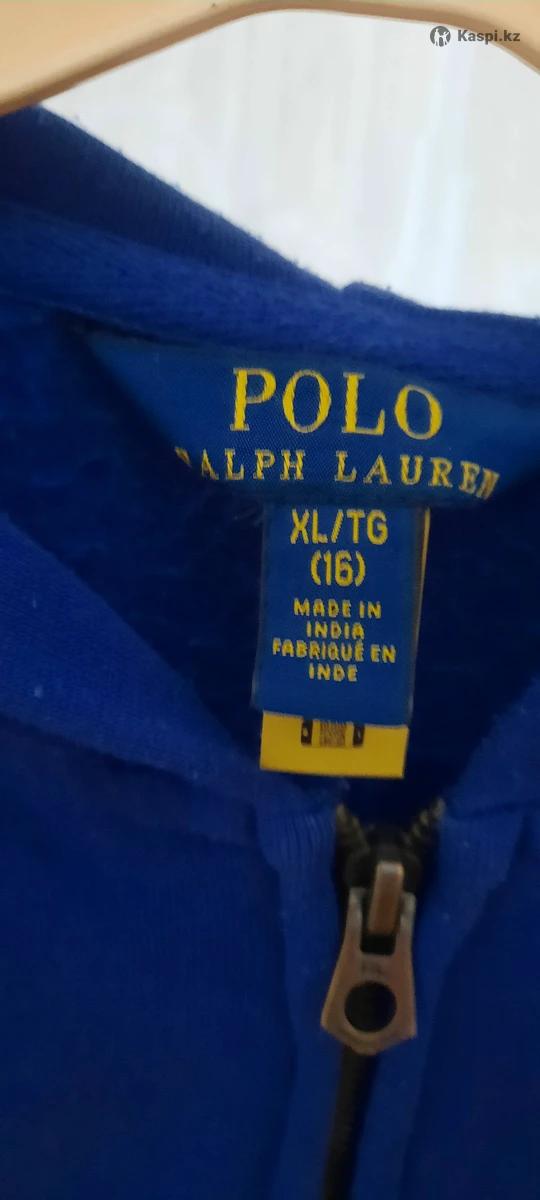 Kaspi.kz
POLO
RALPH LAUREN
XL/TG
(16)
MADE IN
INDIA
FABRIQUÉ EN
INDE